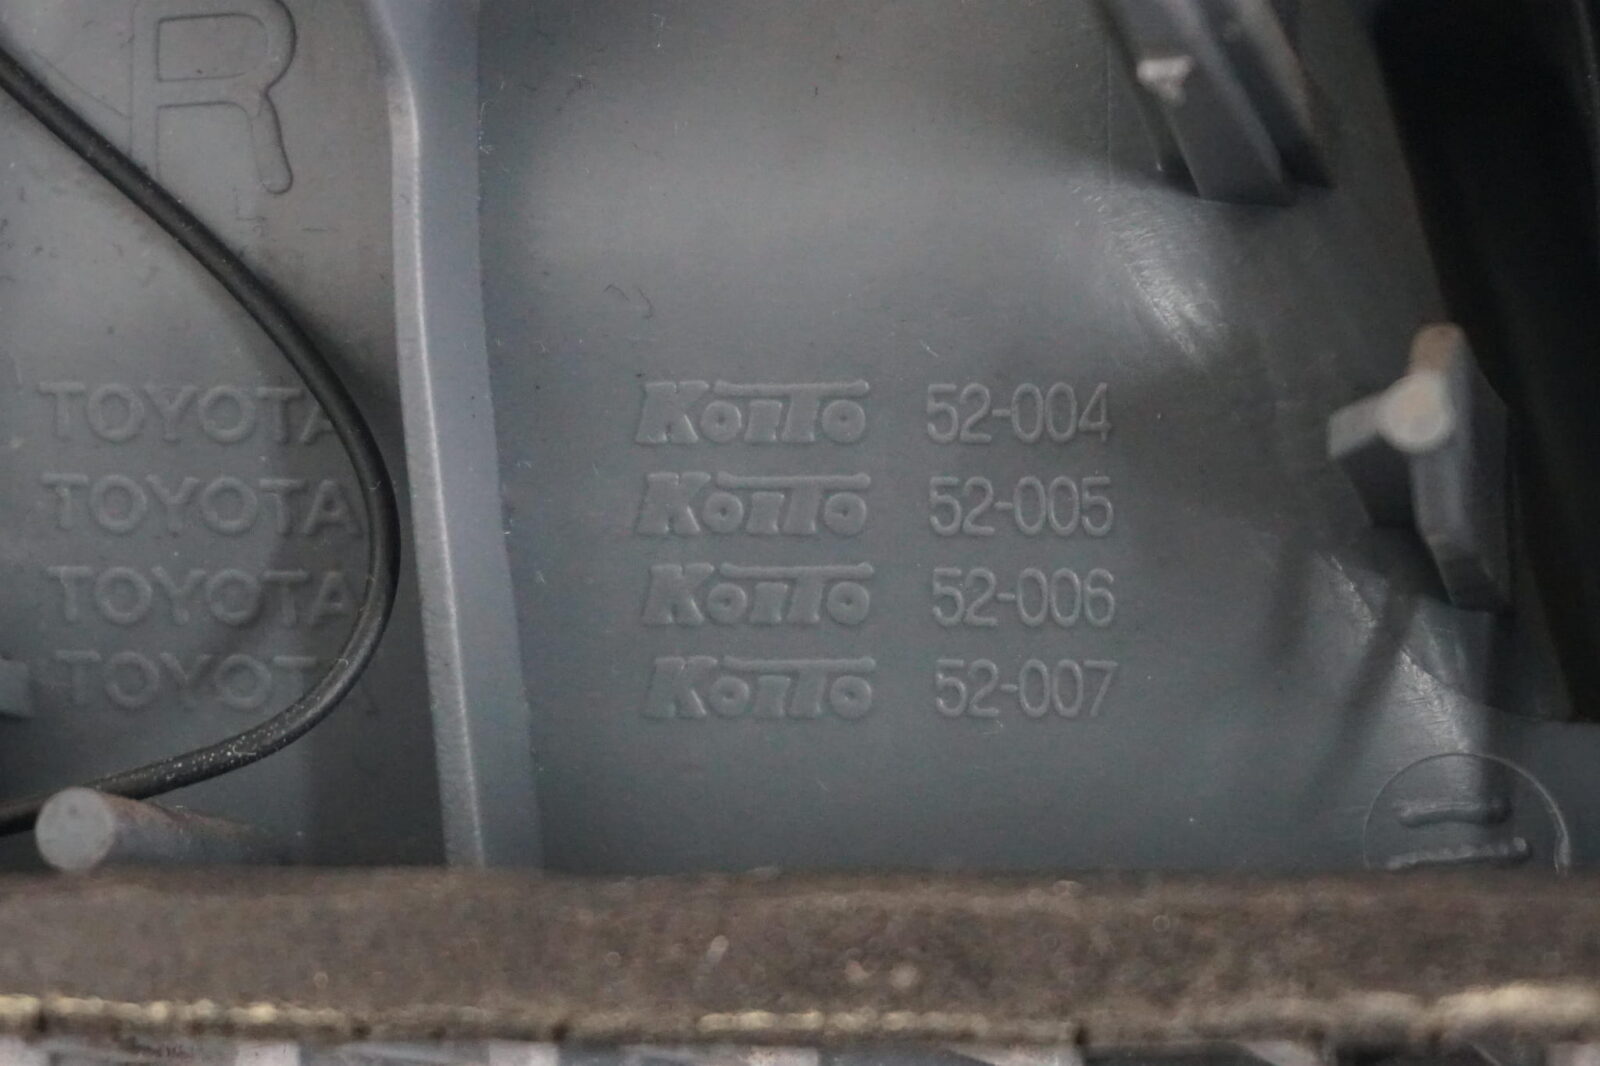 R
TOYOTA KOITO 52-004
TOYOTA KOITO 52-005
TOYOTA KOITO 52-006
TOYOTA KOITO 52-007